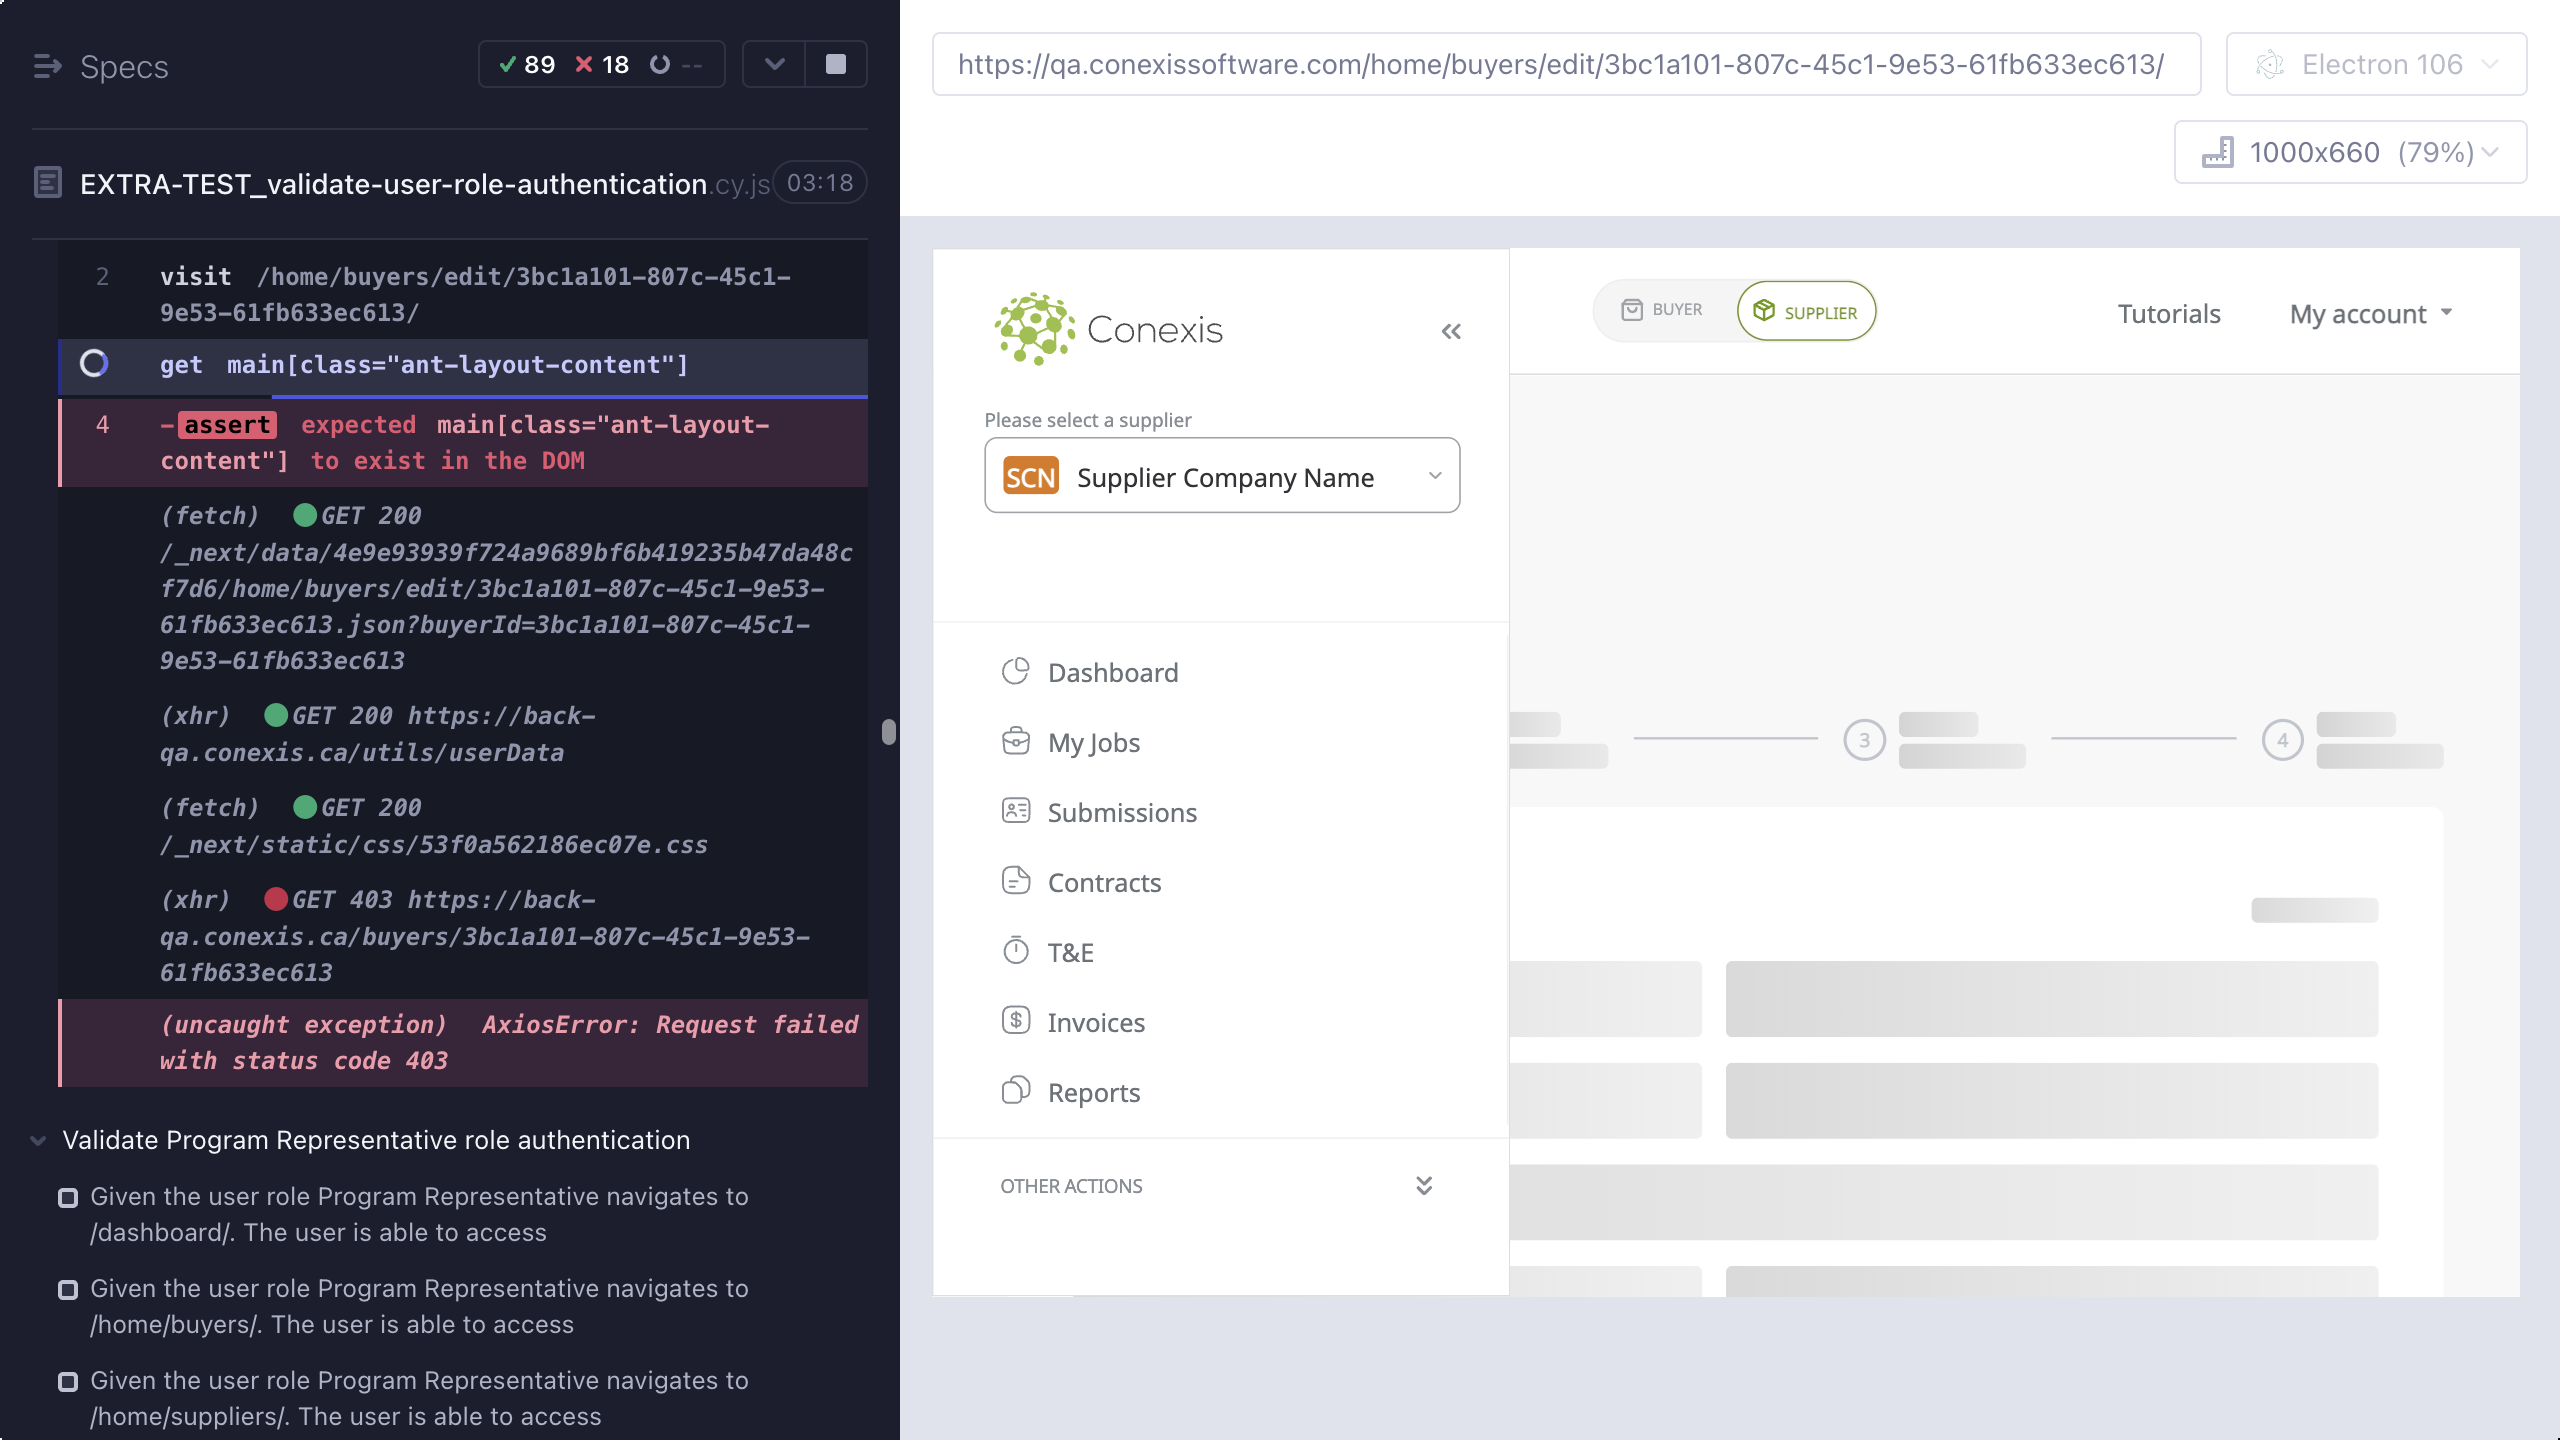 Specs
89 18 --
EXTRA-TEST_validate-user-role-authentication.cy.js 03:18
2 visit /home/buyers/edit/3bc1a101-807c-45c1-
9e53-61fb633ec613/
get main[class="ant-layout-content"]
4 -assert expected main[class="ant-layout-
content"] to exist in the DOM
(fetch) GET 200
/_next/data/4e9e93939f724a9689bf6b419235b47da48c
f7d6/home/buyers/edit/3bc1a101-807c-45c1-9e53-
61fb633ec613.json?buyerId=3bc1a101-807c-45c1-
9e53-61fb633ec613
(xhr) GET 200 https://back-
qa.conexis.ca/utils/userData
(fetch) GET 200
/_next/static/css/53f0a562186ec07e.css
(xhr) GET 403 https://back-
qa.conexis.ca/buyers/3bc1a101-807c-45c1-9e53-
61fb633ec613
(uncaught exception) AxiosError: Request failed
with status code 403
Validate Program Representative role authentication
Given the user role Program Representative navigates to
/dashboard/. The user is able to access
Given the user role Program Representative navigates to
/home/buyers/. The user is able to access
Given the user role Program Representative navigates to
/home/suppliers/. The user is able to access
https://qa.conexissoftware.com/home/buyers/edit/3bc1a101-807c-45c1-9e53-61fb633ec613/
Electron 106
1000x660 (79%)
Conexis
BUYER
SUPPLIER
Tutorials
My account
Please select a supplier
SCN Supplier Company Name
Dashboard
My Jobs
Submissions
Contracts
T&E
Invoices
Reports
OTHER ACTIONS
3
4